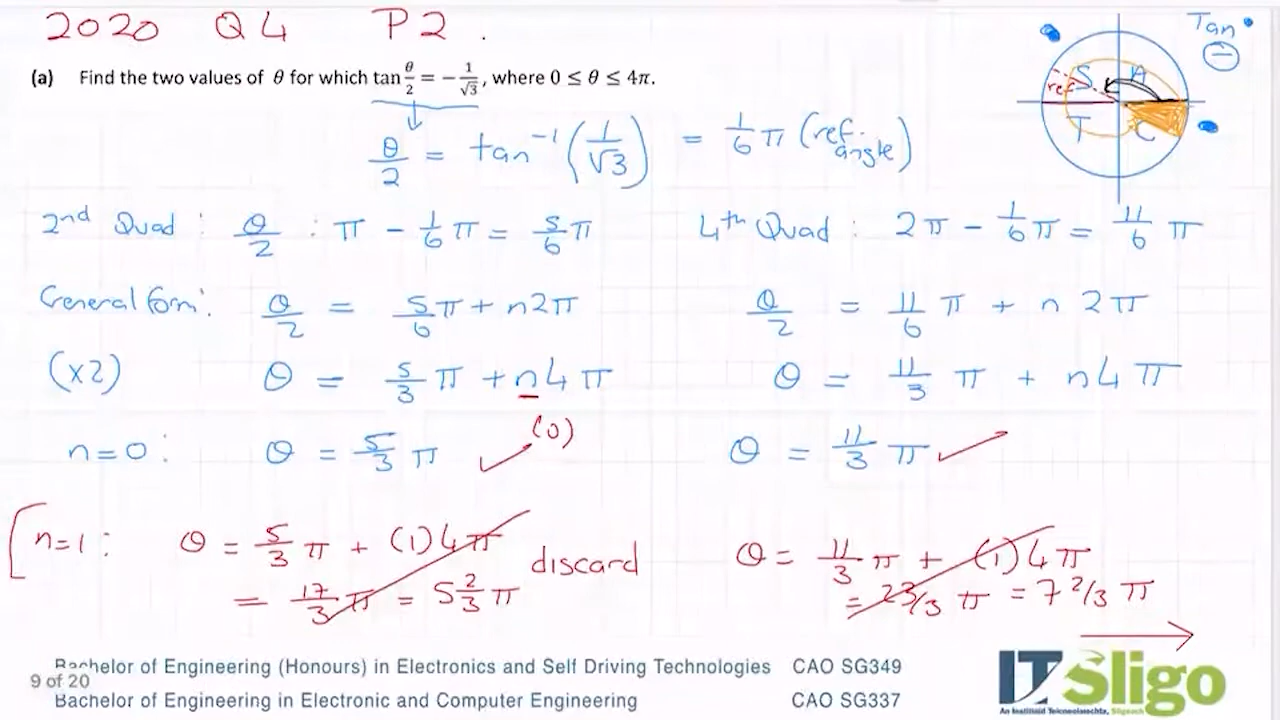 2020 Q4 P2.
Tan
(a) Find the two values of θ for which tan θ/2 = −1/√3, where 0 ≤ θ ≤ 4π.
S A
ref
T C
θ/2 = tan⁻¹(1/√3) = 1/6 π (ref. angle)
2nd Quad: θ/2 : π − 1/6 π = 5/6 π 4th Quad: 2π − 1/6 π = 11/6 π
General form: θ/2 = 5/6 π + n2π θ/2 = 11/6 π + n 2π
(x2) θ = 5/3 π + n4π θ = 11/3 π + n4π
n=0: θ = 5/3 π (0) θ = 11/3 π
n=1: θ = 5/3 π + (1)4π discard θ = 11/3 π + (1)4π
= 17/3 π = 5 2/3 π = 23/3 π = 7 2/3 π
Bachelor of Engineering (Honours) in Electronics and Self Driving Technologies CAO SG349
9 of 20
Bachelor of Engineering in Electronic and Computer Engineering CAO SG337
IT Sligo
An Institiúid Teicneolaíochta, Sligeach